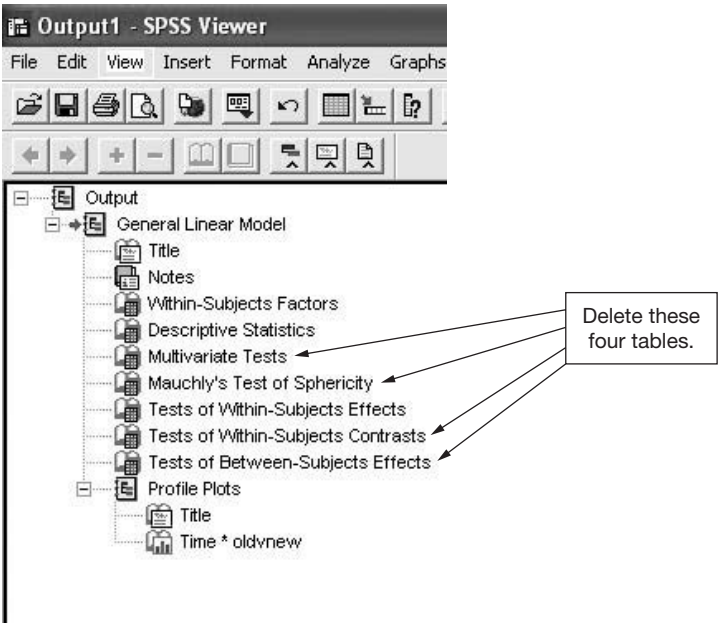 Output1 - SPSS Viewer
File Edit View Insert Format Analyze Graphs
Output
General Linear Model
Title
Notes
Within-Subjects Factors
Descriptive Statistics
Multivariate Tests
Mauchly's Test of Sphericity
Tests of Within-Subjects Effects
Tests of Within-Subjects Contrasts
Tests of Between-Subjects Effects
Profile Plots
Title
Time * oldvnew
Delete these
four tables.